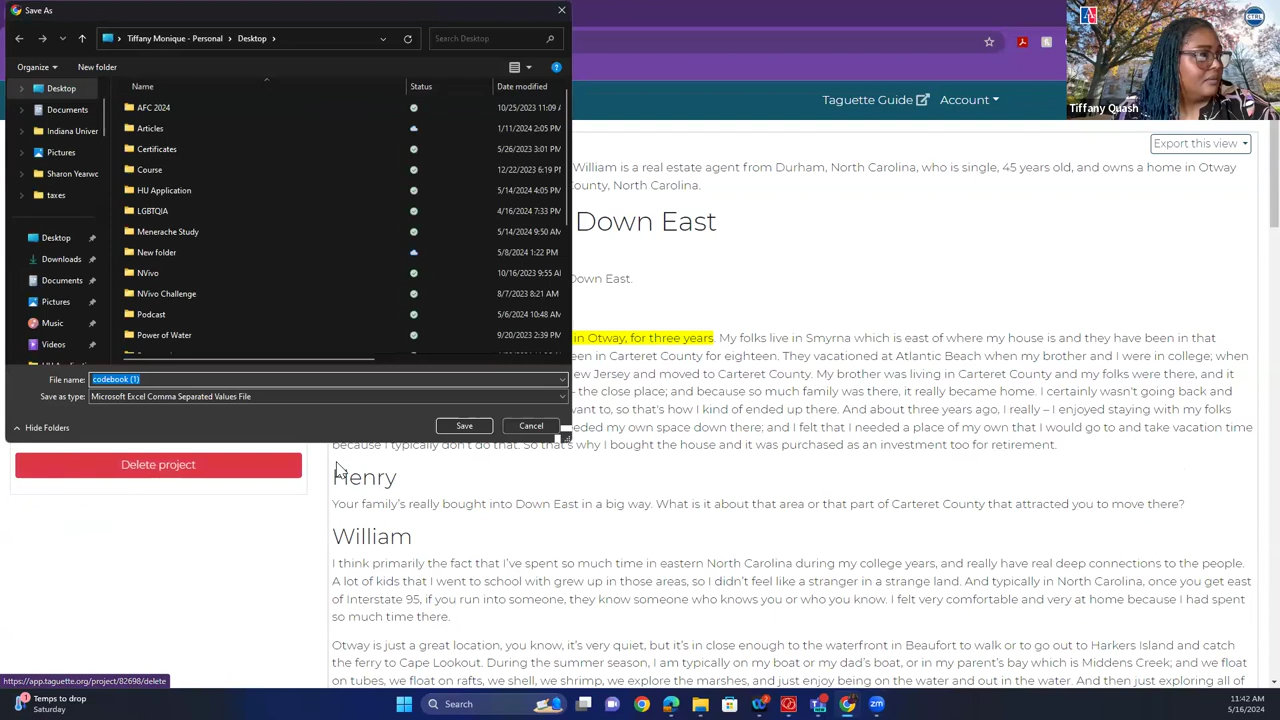 Save As
Tiffany Monique - Personal
Desktop
Search Desktop
Organize
New folder
Name
Status
Date modified
Desktop
Documents
Indiana Univer
Pictures
Sharon Yearwc
taxes
Desktop
Downloads
Documents
Pictures
Music
Videos
AFC 2024
10/25/2023 11:09
Articles
1/11/2024 2:05 PM
Certificates
5/26/2023 3:01 PM
Course
12/22/2023 6:19 PM
HU Application
5/14/2024 4:05 PM
LGBTQIA
4/16/2024 7:33 PM
Menerache Study
5/14/2024 9:50 AM
New folder
5/8/2024 1:22 PM
NVivo
10/16/2023 9:55
NVivo Challenge
8/7/2023 8:21 AM
Podcast
5/6/2024 10:48 AM
Power of Water
9/20/2023 2:39 PM
File name:
codebook (1)
Save as type:
Microsoft Excel Comma Separated Values File
Hide Folders
Save
Cancel
Taguette Guide
Account
CTRL
Tiffany Quash
Export this view
William is a real estate agent from Durham, North Carolina, who is single, 45 years old, and owns a home in Otway
county, North Carolina.
Down East
Down East.
in Otway, for three years. My folks live in Smyrna which is east of where my house is and they have been in that
een in Carteret County for eighteen. They vacationed at Atlantic Beach when my brother and I were in college; when
ew Jersey and moved to Carteret County. My brother was living in Carteret County and my folks were there, and it
- the close place; and because so much family was there, it really became home. I certainly wasn't going back and
want to, so that's how I kind of ended up there. And about three years ago, I really – I enjoyed staying with my folks
eded my own space down there; and I felt that I needed a place of my own that I would go to and take vacation time
because I typically don't do that. So that's why I bought the house and it was purchased as an investment too for retirement.
Delete project
Henry
Your family's really bought into Down East in a big way. What is it about that area or that part of Carteret County that attracted you to move there?
William
I think primarily the fact that I've spent so much time in eastern North Carolina during my college years, and really have real deep connections to the people.
A lot of kids that I went to school with grew up in those areas, so I didn't feel like a stranger in a strange land. And typically in North Carolina, once you get east
of Interstate 95, if you run into someone, they know someone who knows you or who you know. I felt very comfortable and very at home because I had spent
so much time there.
Otway is just a great location, you know, it's very quiet, but it's in close enough to the waterfront in Beaufort to walk or to go out to Harkers Island and catch
the ferry to Cape Lookout. During the summer season, I am typically on my boat or my dad's boat, or in my parent's bay which is Middens Creek; and we float
on tubes, we float on rafts, we shell, we shrimp, we explore the marshes, and just enjoy being on the water and out in the water. And then just exploring all of
https://app.taguette.org/project/82698/delete
Temps to drop
Saturday
Search
11:42 AM
5/16/2024